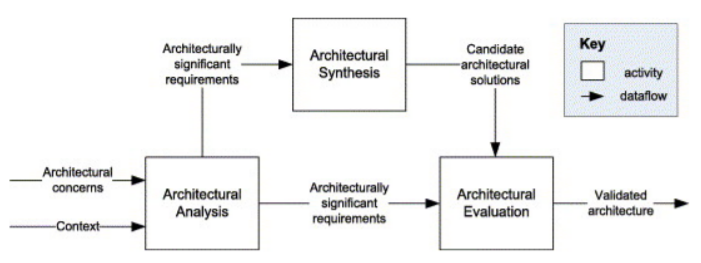 Architecturally
significant
requirements
Architectural
Synthesis
Candidate
architectural
solutions
Key
activity
dataflow
Architectural
concerns
Context
Architectural
Analysis
Architecturally
significant
requirements
Architectural
Evaluation
Validated
architecture